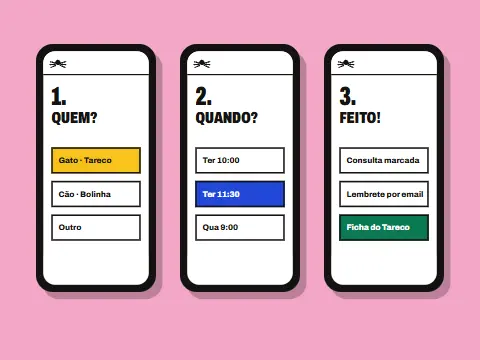 1.
QUEM?
Gato · Tareco
Cão · Bolinha
Outro
2.
QUANDO?
Ter 10:00
Ter 11:30
Qua 9:00
3.
FEITO!
Consulta marcada
Lembrete por email
Ficha do Tareco